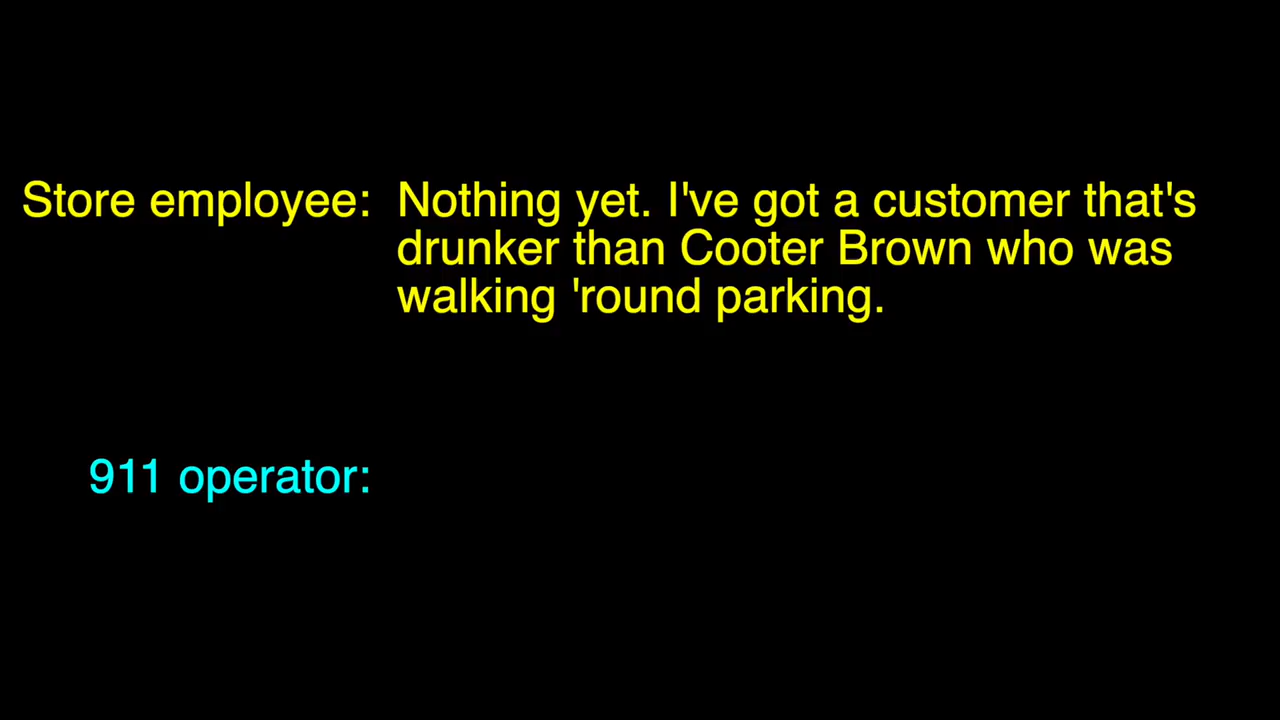 Store employee: Nothing yet. I've got a customer that's
drunker than Cooter Brown who was
walking 'round parking.
911 operator: